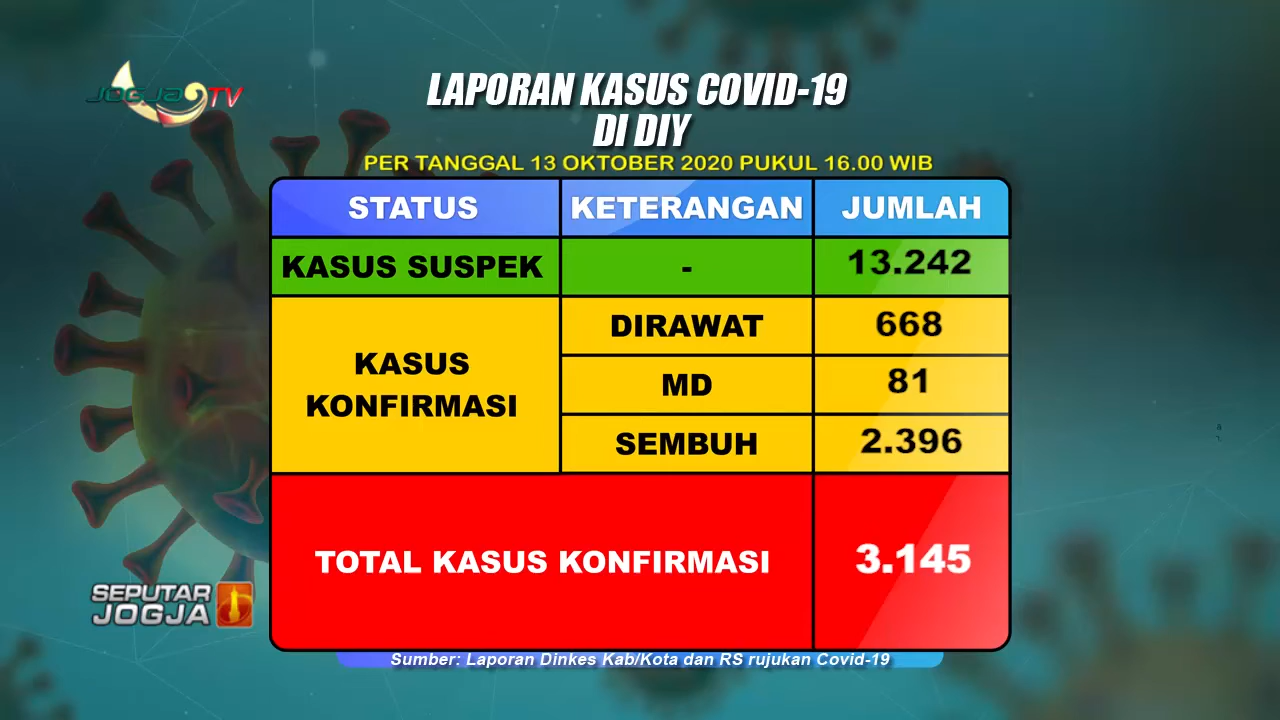 JOGJA TV
LAPORAN KASUS COVID-19
DI DIY
PER TANGGAL 13 OKTOBER 2020 PUKUL 16.00 WIB
STATUS KETERANGAN JUMLAH
KASUS SUSPEK - 13.242
KASUS
KONFIRMASI
DIRAWAT 668
MD 81
SEMBUH 2.396
TOTAL KASUS KONFIRMASI 3.145
SEPUTAR
JOGJA
Sumber: Laporan Dinkes Kab/Kota dan RS rujukan Covid-19